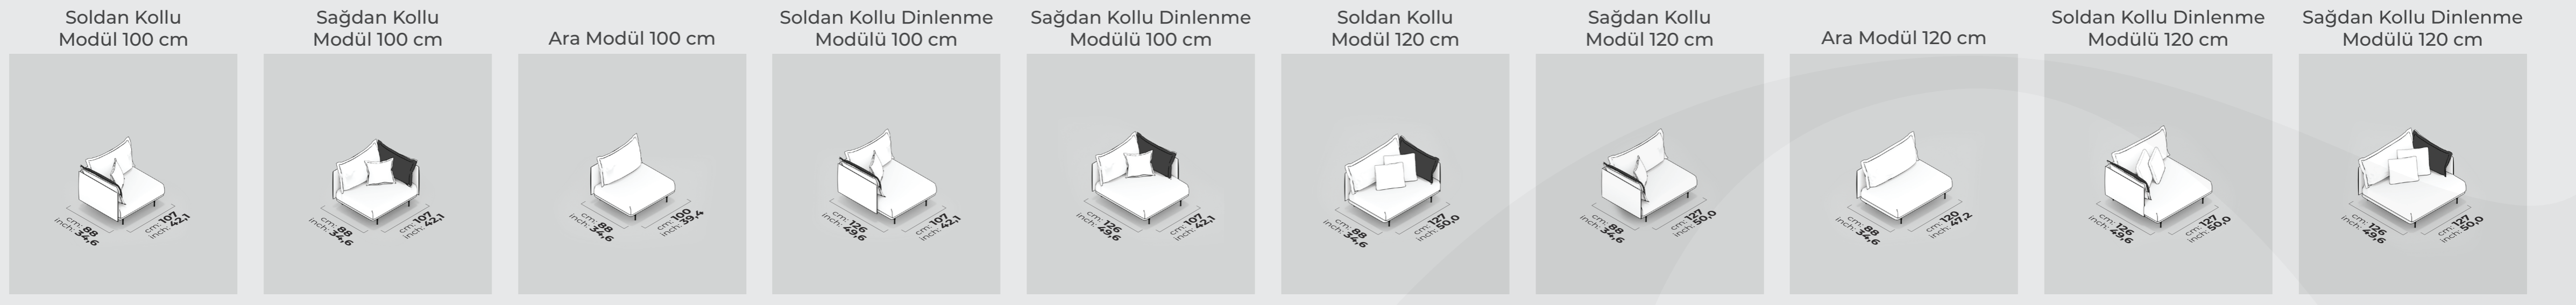 Soldan Kollu
Modül 100 cm
cm: 88
inch: 34,6
cm: 107
inch: 42,1
Sağdan Kollu
Modül 100 cm
cm: 88
inch: 34,6
cm: 107
inch: 42,1
Ara Modül 100 cm
cm: 88
inch: 34,6
cm: 100
inch: 39,4
Soldan Kollu Dinlenme
Modülü 100 cm
cm: 126
inch: 49,6
cm: 107
inch: 42,1
Sağdan Kollu Dinlenme
Modülü 100 cm
cm: 126
inch: 49,6
cm: 107
inch: 42,1
Soldan Kollu
Modül 120 cm
cm: 88
inch: 34,6
cm: 127
inch: 50,0
Sağdan Kollu
Modül 120 cm
cm: 88
inch: 34,6
cm: 127
inch: 50,0
Ara Modül 120 cm
cm: 88
inch: 34,6
cm: 120
inch: 47,2
Soldan Kollu Dinlenme
Modülü 120 cm
cm: 126
inch: 49,6
cm: 127
inch: 50,0
Sağdan Kollu Dinlenme
Modülü 120 cm
cm: 126
inch: 49,6
cm: 127
inch: 50,0